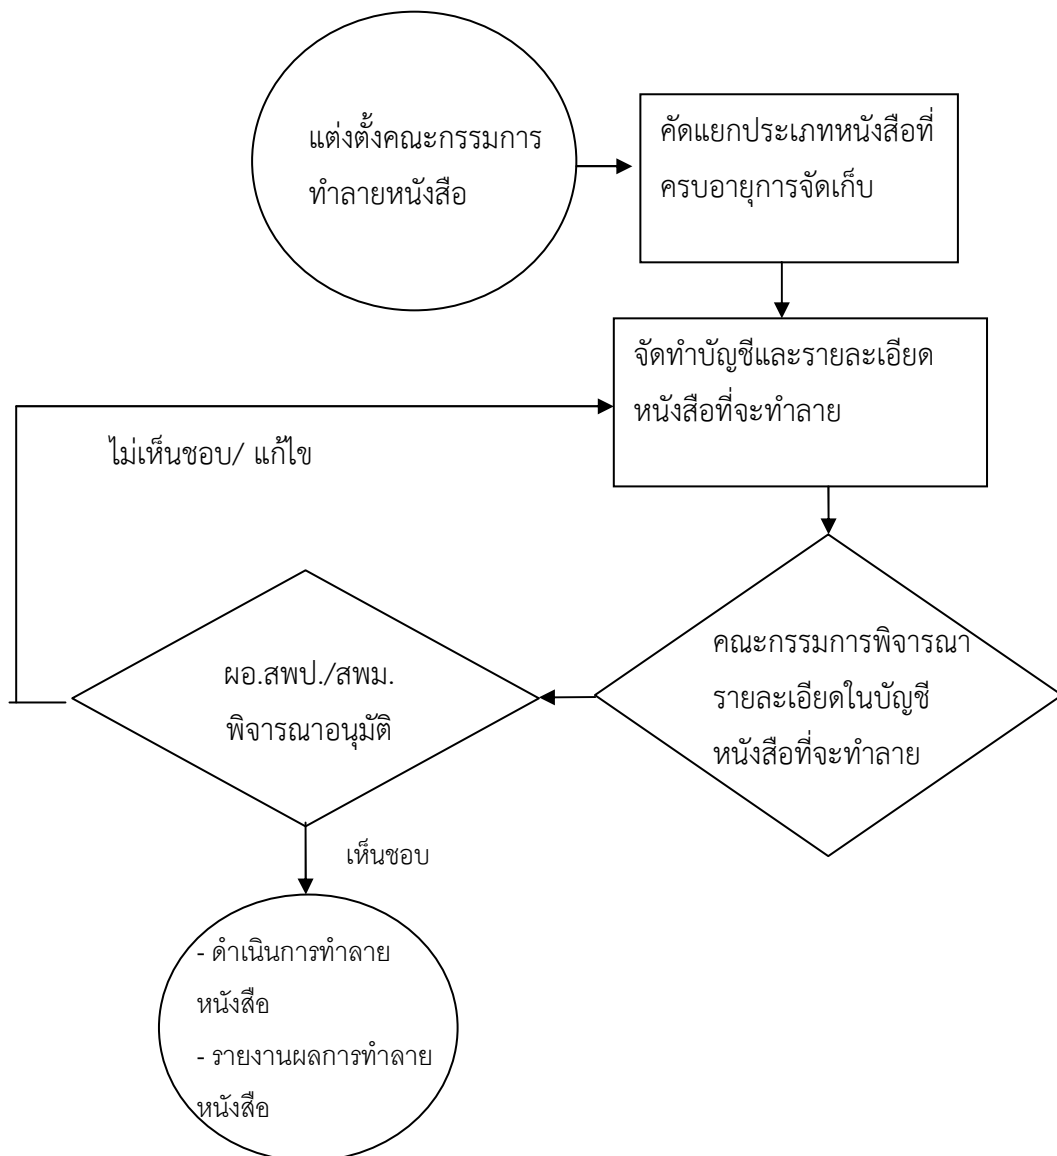 แต่งตั้งคณะกรรมการ
ทำลายหนังสือ
คัดแยกประเภทหนังสือที่
ครบอายุการจัดเก็บ
จัดทำบัญชีและรายละเอียด
หนังสือที่จะทำลาย
ไม่เห็นชอบ/ แก้ไข
คณะกรรมการพิจารณา
รายละเอียดในบัญชี
หนังสือที่จะทำลาย
ผอ.สพป./สพม.
พิจารณาอนุมัติ
เห็นชอบ
- ดำเนินการทำลาย
หนังสือ
- รายงานผลการทำลาย
หนังสือ